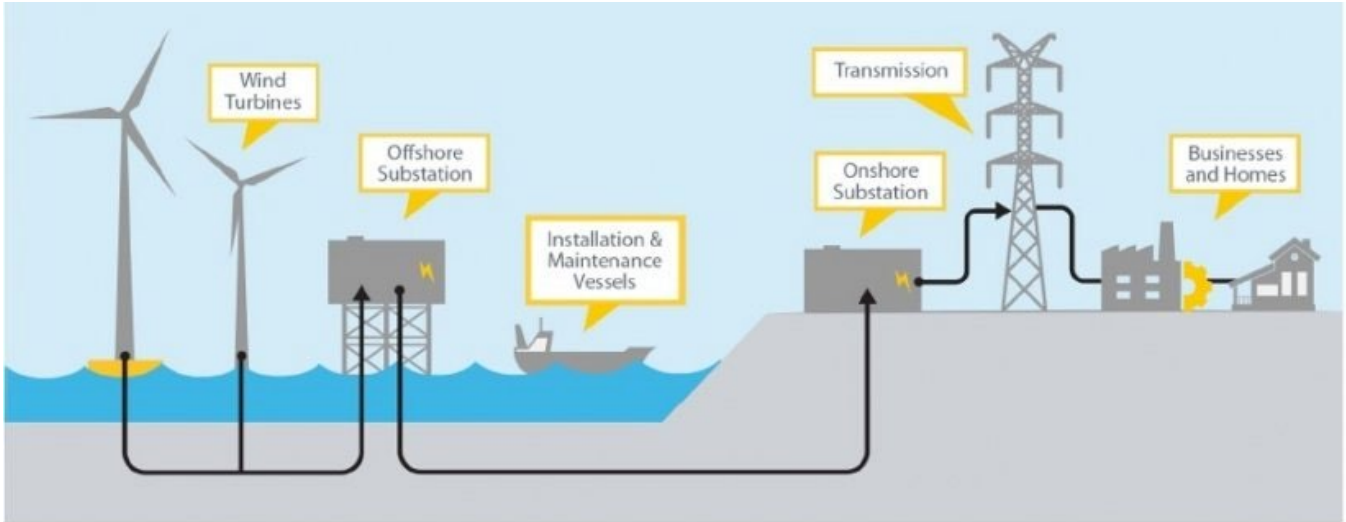 Wind
Turbines
Offshore
Substation
Installation &
Maintenance
Vessels
Transmission
Onshore
Substation
Businesses
and Homes